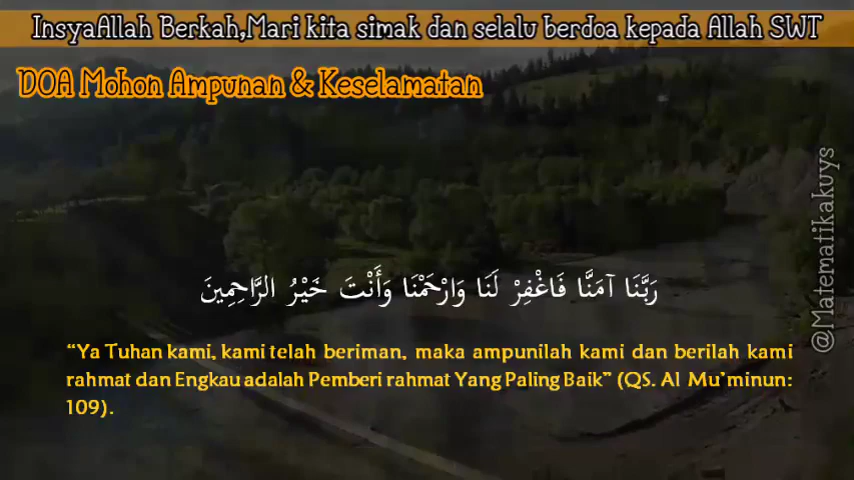 InsyaAllah Berkah,Mari kita simak dan selalu berdoa kepada Allah SWT
DOA Mohon Ampunan & Keselamatan
@Matematikakuys
رَبَّنَا آمَنَّا فَاغْفِرْ لَنَا وَارْحَمْنَا وَأَنْتَ خَيْرُ الرَّاحِمِينَ
“Ya Tuhan kami, kami telah beriman, maka ampunilah kami dan berilah kami
rahmat dan Engkau adalah Pemberi rahmat Yang Paling Baik” (QS. Al Mu’minun:
109).